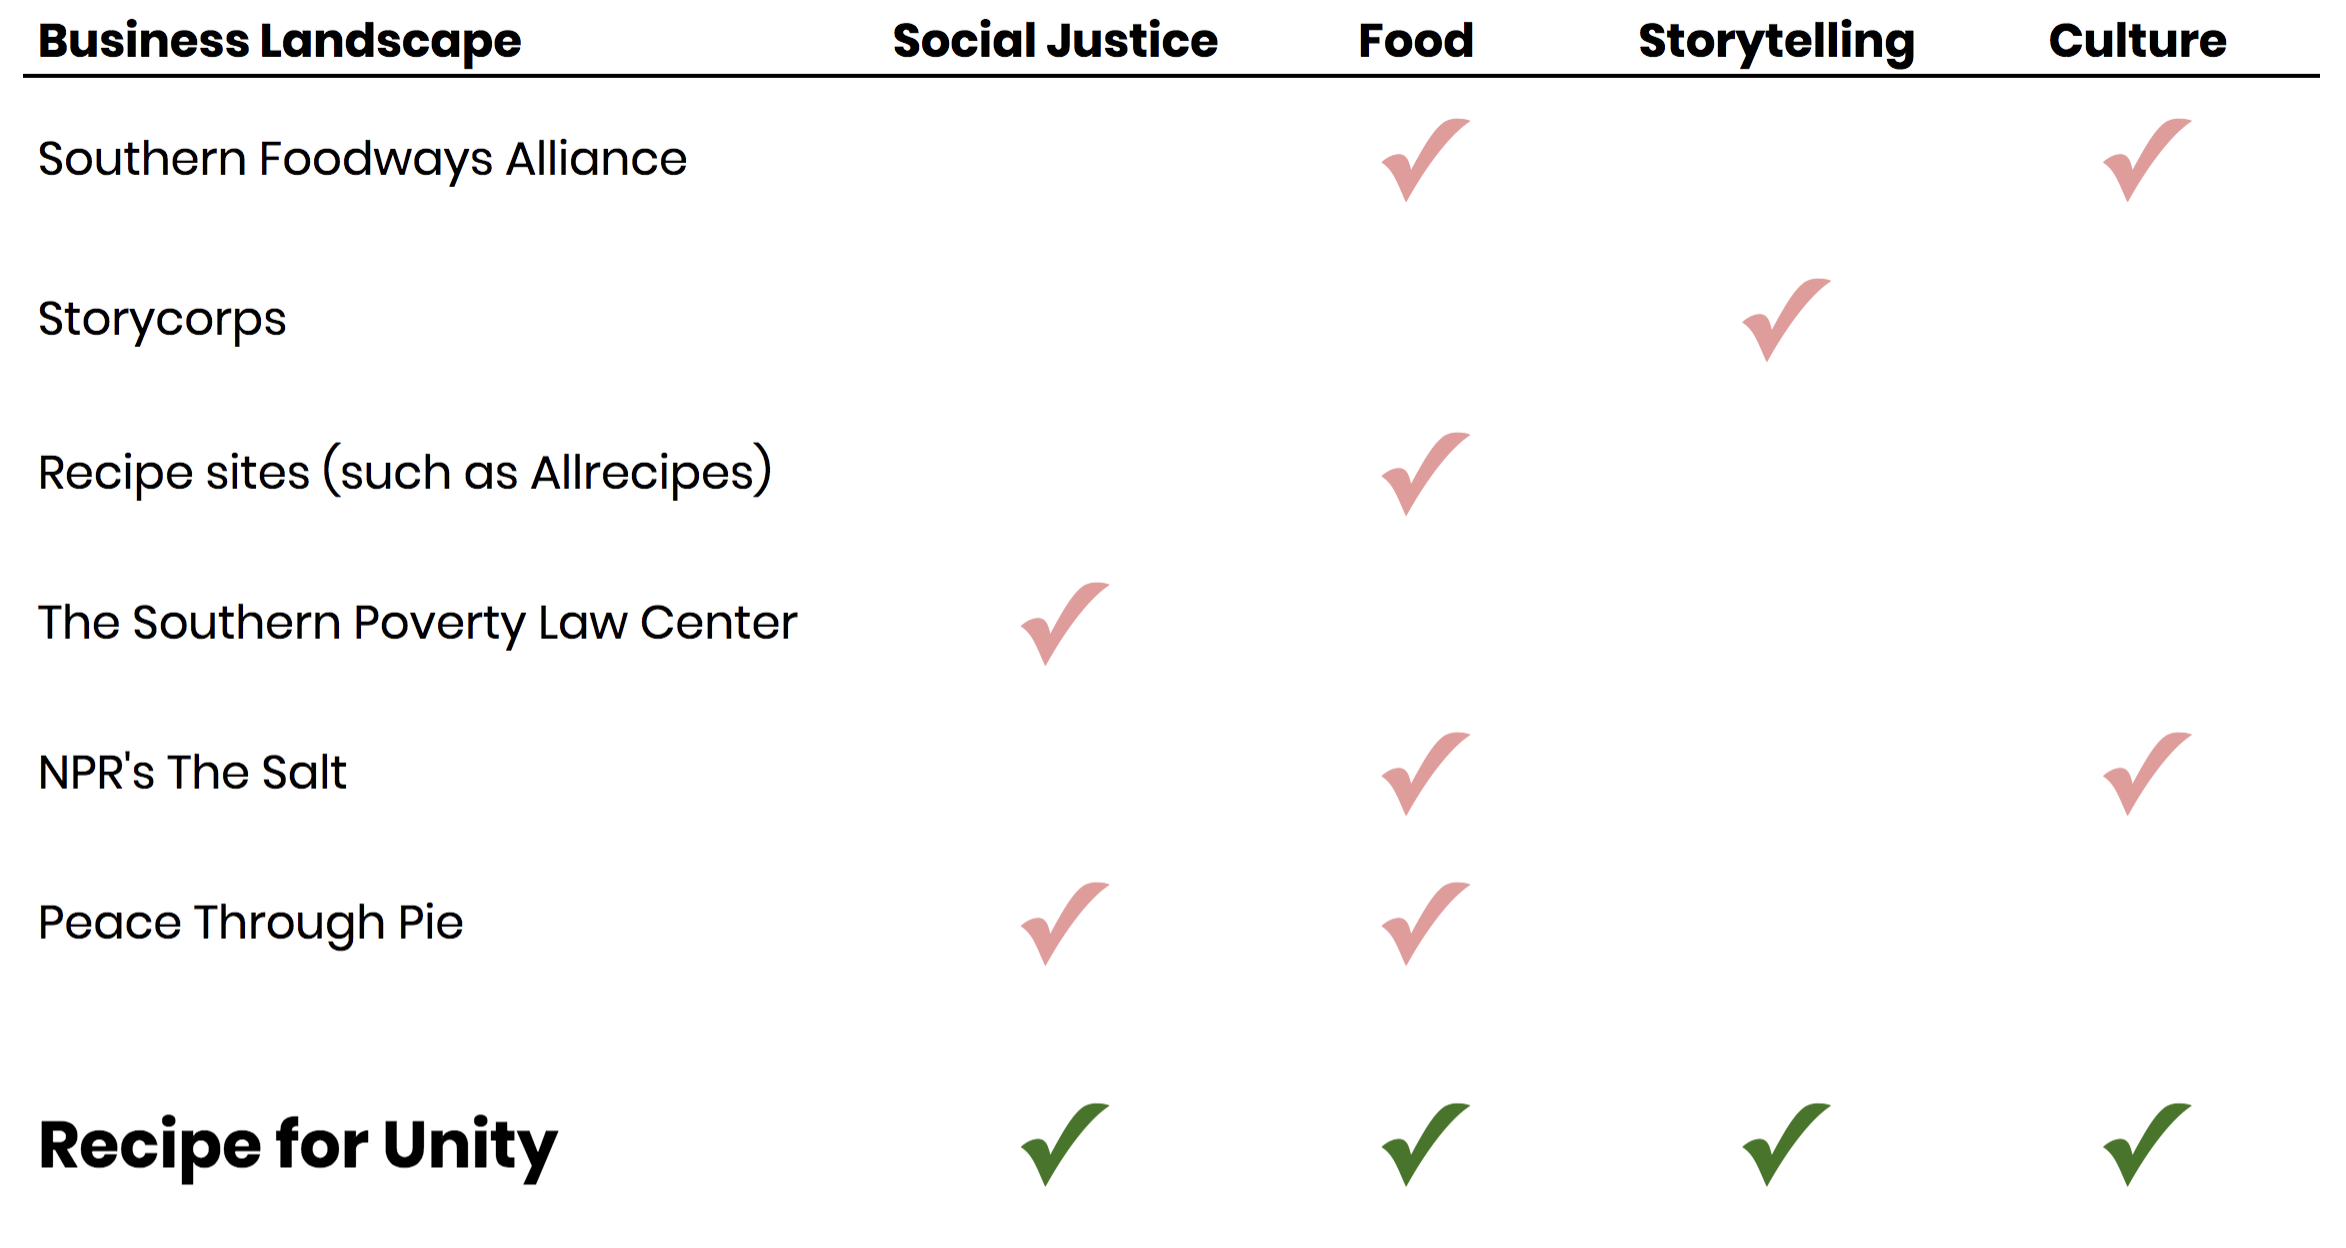 Business Landscape Social Justice Food Storytelling Culture
Southern Foodways Alliance
Storycorps
Recipe sites (such as Allrecipes)
The Southern Poverty Law Center
NPR's The Salt
Peace Through Pie
Recipe for Unity